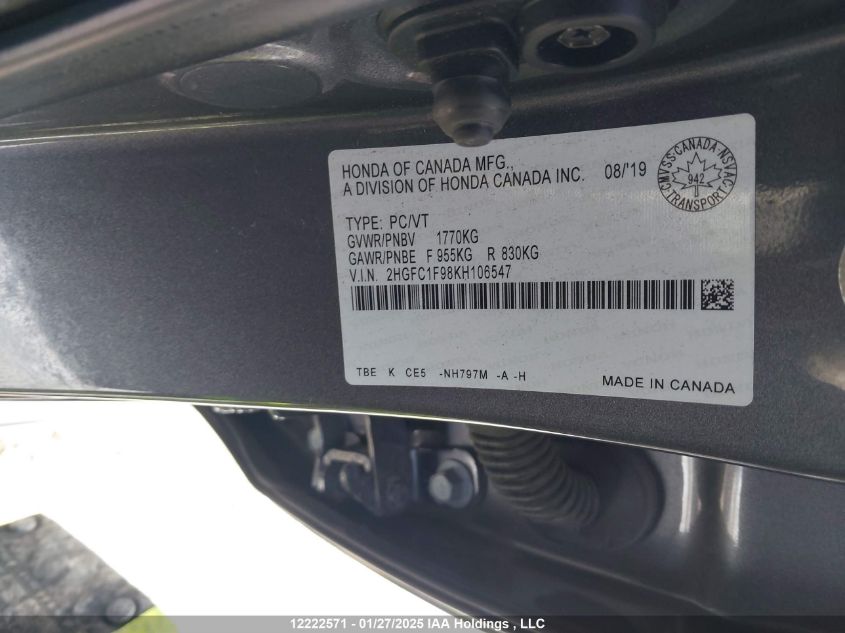 HONDA OF CANADA MFG.,
A DIVISION OF HONDA CANADA INC. 08/'19
CMVSS·CANADA·NSVAC
942
TRANSPORT
TYPE: PC/VT
GVWR/PNBV 1770KG
GAWR/PNBE F 955KG R 830KG
V.I.N. 2HGFC1F98KH106547
TBE K CE5 -NH797M -A -H
MADE IN CANADA
12222571 - 01/27/2025 IAA Holdings , LLC